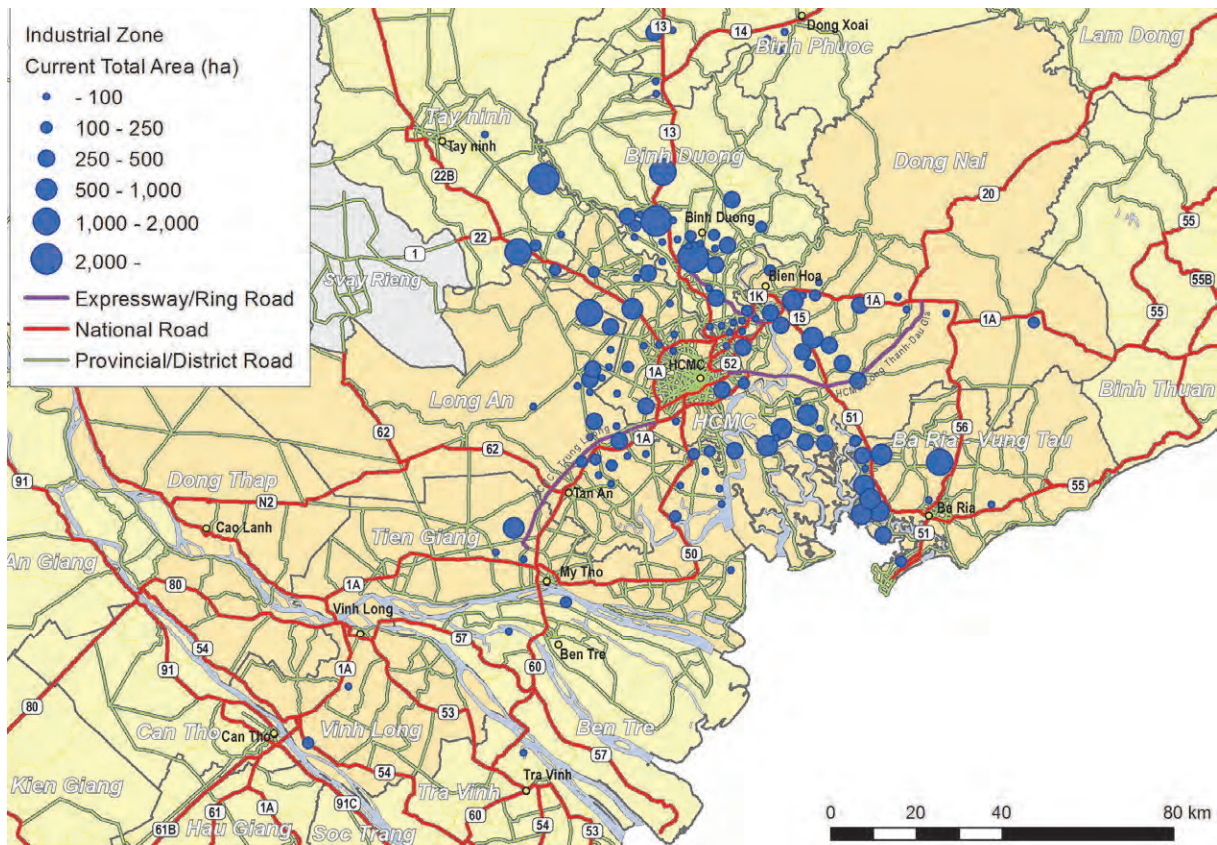 Industrial Zone
Current Total Area (ha)
- 100
100 - 250
250 - 500
500 - 1,000
1,000 - 2,000
2,000 -
Expressway/Ring Road
National Road
Provincial/District Road
13
14
Dong Xoai
Binh Phuoc
Lam Dong
Tay ninh
Tay ninh
13
Binh Duong
Dong Nai
22B
20
55
Binh Duong
22
1
Svay Rieng
55B
Bien Hoa
55
1K
1A
15
1A
HCMC-Long Thanh-Dau Gia
52
HCMC
1A
Binh Thuan
Long An
HCMC
51
56
Ba Ria - Vung Tau
62
1A
62
91
Dong Thap
55
N2
Tan An
Ba Ria
Cao Lanh
Tien Giang
51
50
An Giang
80
1A
My Tho
Vinh Long
57
54
Ben Tre
60
91
1A
80
53
Ben Tre
Can Tho
Can Tho
Vinh Long
57
54
Kien Giang
Tra Vinh
Tra Vinh
61
1A
91C
60
54
53
61B
Hau Giang
Soc Trang
0
20
40
80 km